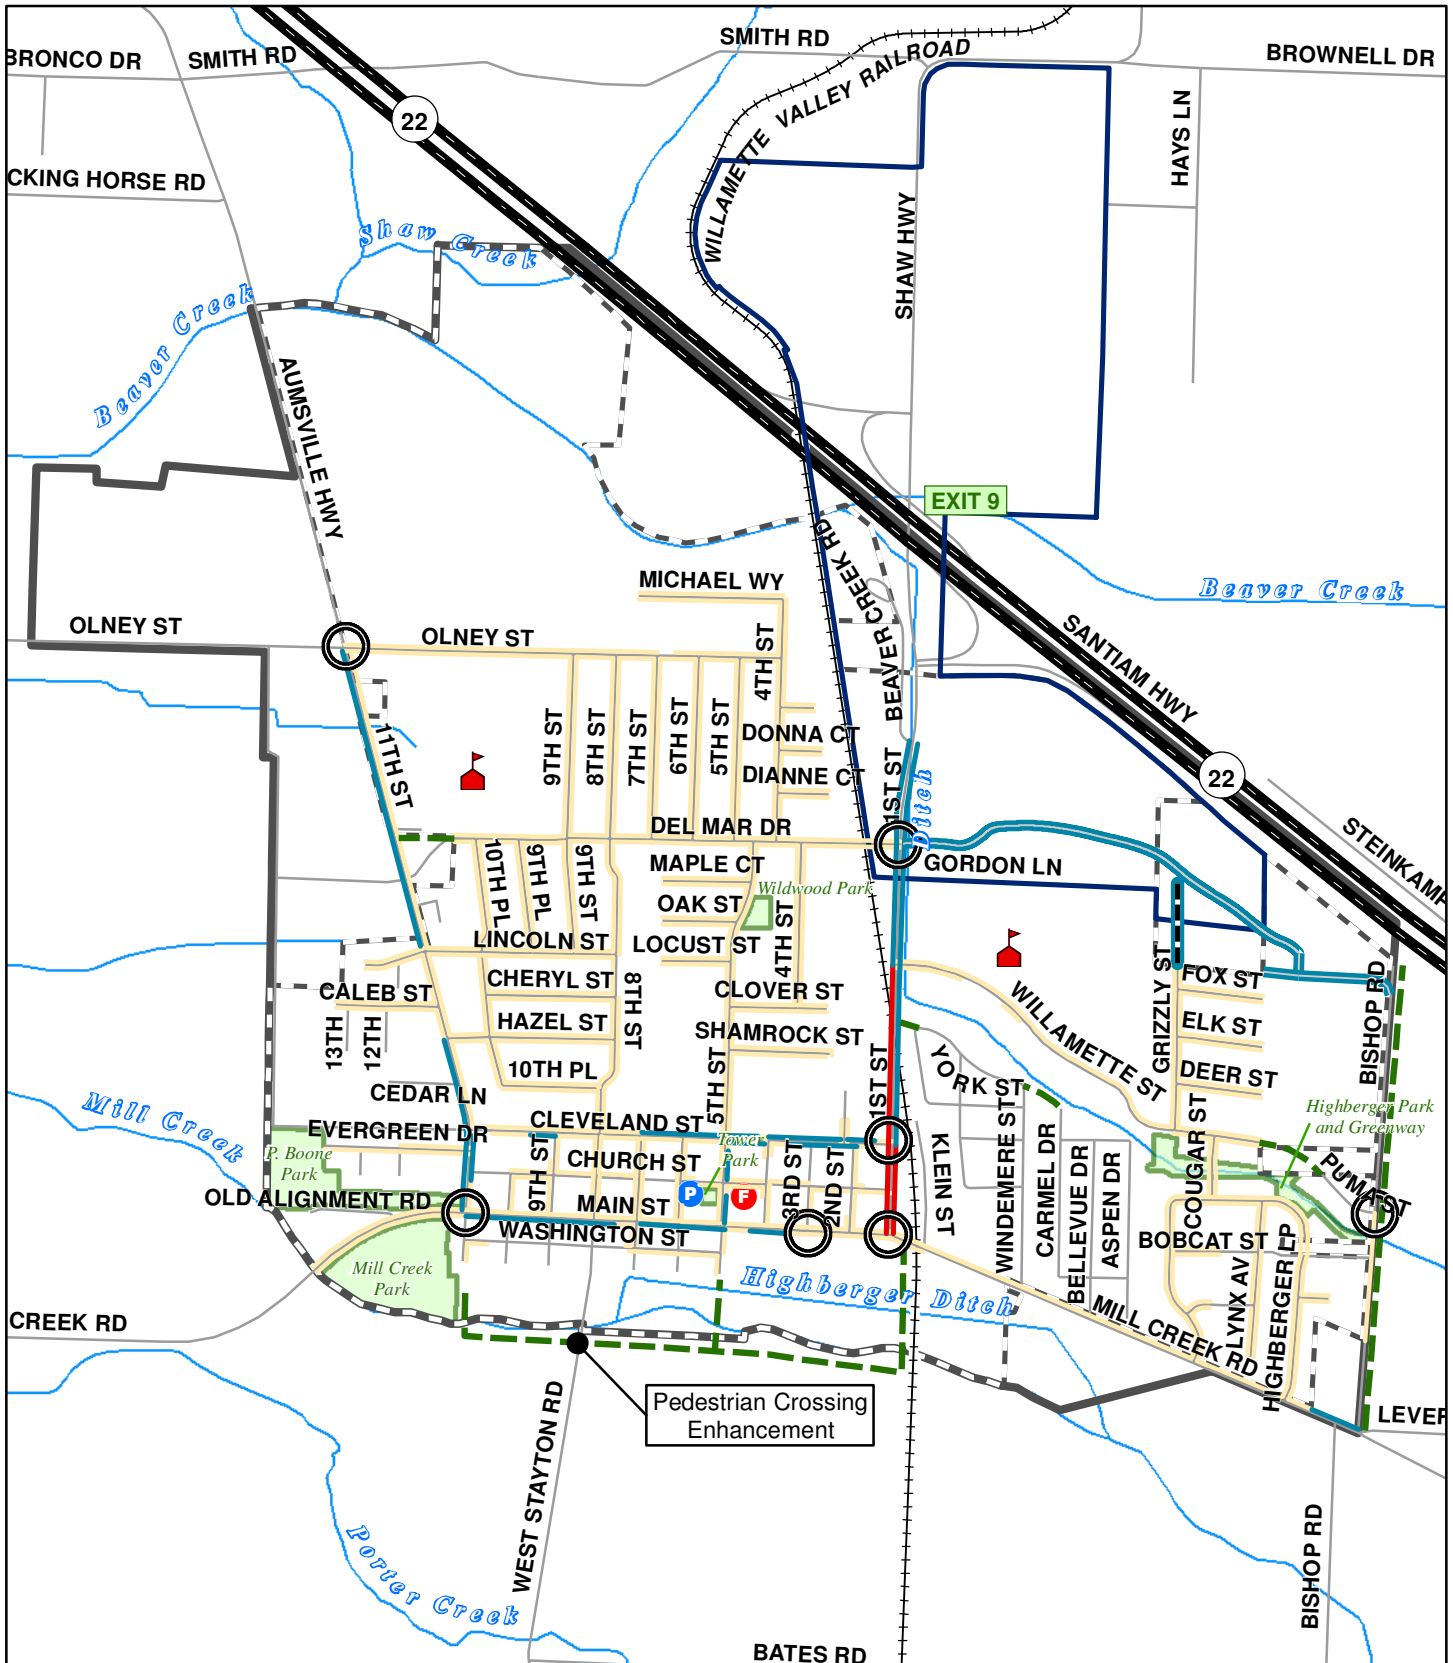 SMITH RD
BRONCO DR
SMITH RD
BROWNELL DR
WILLAMETTE VALLEY RAILROAD
22
HAYS LN
CKING HORSE RD
Shaw Creek
SHAW HWY
Beaver Creek
AUMSVILLE HWY
EXIT 9
BEAVER CREEK RD
MICHAEL WY
Beaver Creek
OLNEY ST
OLNEY ST
SANTIAM HWY
4TH ST
9TH ST
8TH ST
7TH ST
6TH ST
5TH ST
DONNA CT
DIANNE CT
11TH ST
1ST ST
Ditch
22
STEINKAMP
DEL MAR DR
GORDON LN
MAPLE CT
Wildwood Park
10TH PL
9TH PL
9TH ST
OAK ST
4TH ST
LINCOLN ST
LOCUST ST
CHERYL ST
CLOVER ST
FOX ST
CALEB ST
8TH ST
WILLAMETTE ST
GRIZZLY ST
BISHOP RD
HAZEL ST
SHAMROCK ST
ELK ST
13TH
12TH
10TH PL
5TH ST
1ST ST
YORK ST
DEER ST
CEDAR LN
Mill Creek
CLEVELAND ST
EVERGREEN DR
Highberger Park
and Greenway
P. Boone
Park
CHURCH ST
Tower
Park
9TH ST
3RD ST
2ND ST
KLEIN ST
WINDEMERE ST
CARMEL DR
BELLEVUE DR
ASPEN DR
COUGAR ST
PUMA ST
OLD ALIGNMENT RD
MAIN ST
P
F
WASHINGTON ST
BOBCAT ST
Mill Creek
Park
Highberger Ditch
LYNX AV
HIGHBERGER LP
CREEK RD
MILL CREEK RD
Pedestrian Crossing
Enhancement
LEVER
WEST STAYTON RD
Porter Creek
BISHOP RD
BATES RD